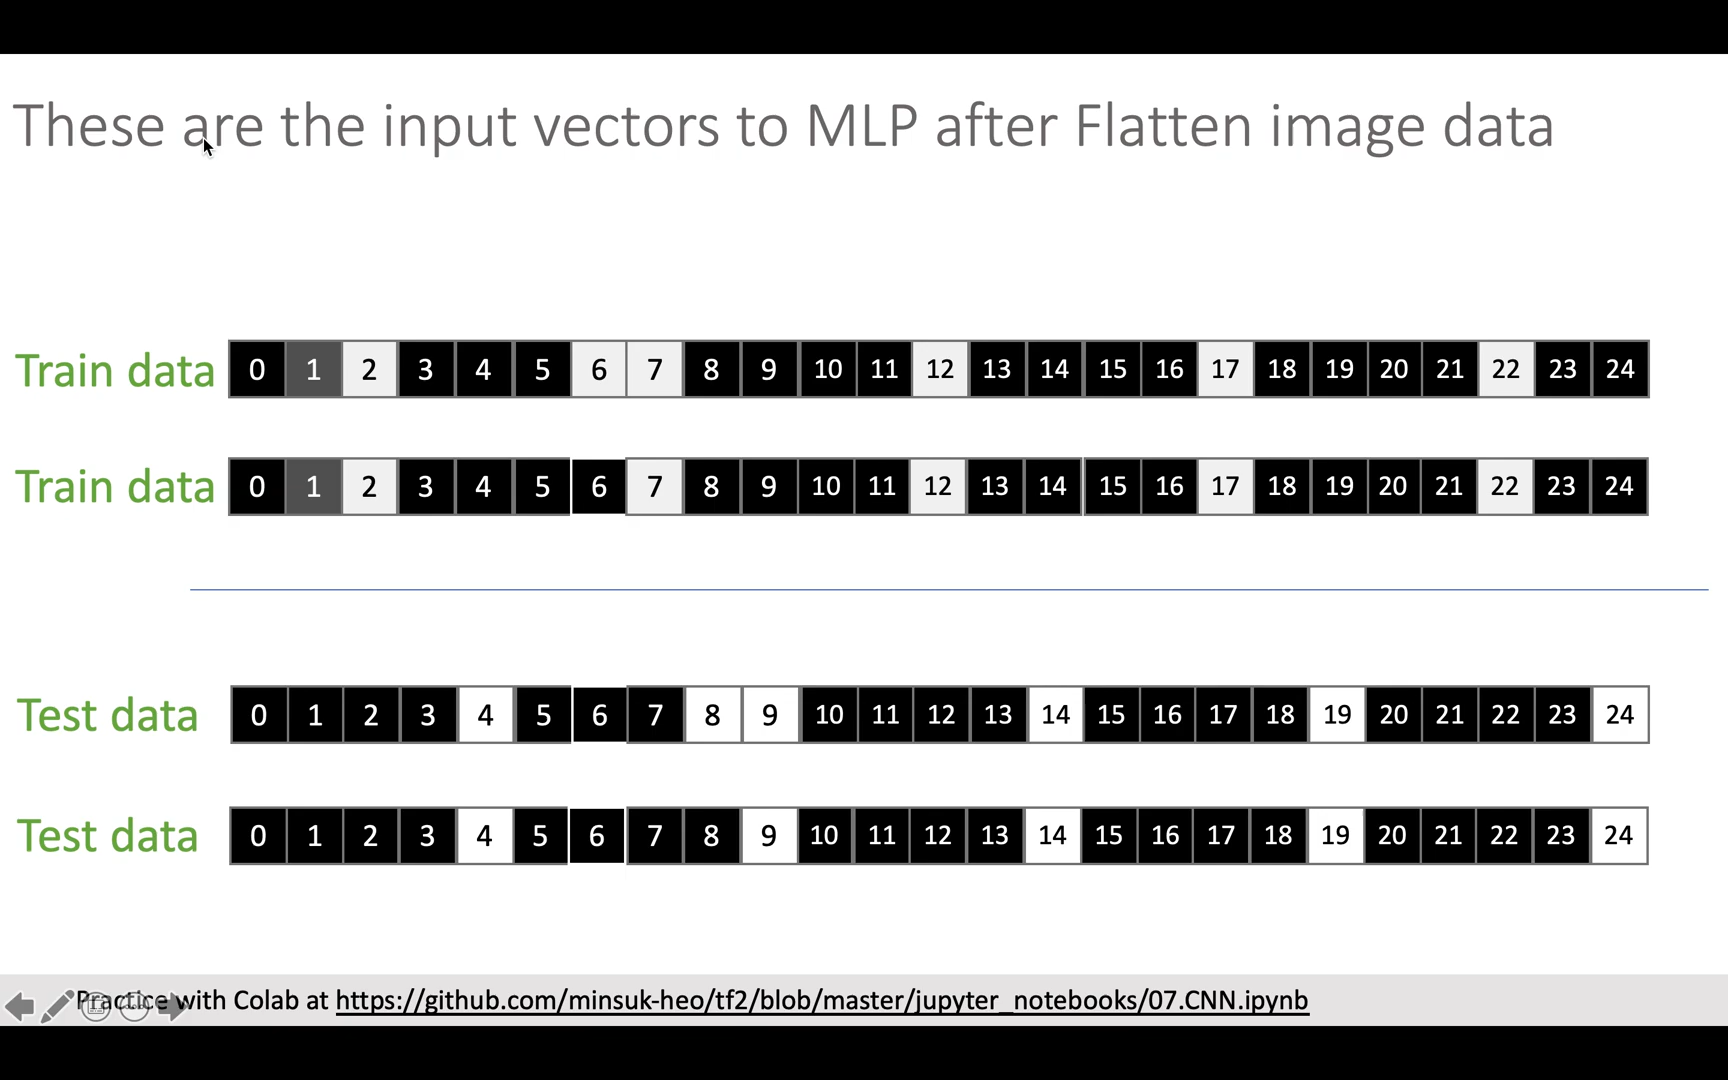 These are the input vectors to MLP after Flatten image data
Train data 0 1 2 3 4 5 6 7 8 9 10 11 12 13 14 15 16 17 18 19 20 21 22 23 24
Train data 0 1 2 3 4 5 6 7 8 9 10 11 12 13 14 15 16 17 18 19 20 21 22 23 24
Test data 0 1 2 3 4 5 6 7 8 9 10 11 12 13 14 15 16 17 18 19 20 21 22 23 24
Test data 0 1 2 3 4 5 6 7 8 9 10 11 12 13 14 15 16 17 18 19 20 21 22 23 24
Practice with Colab at https://github.com/minsuk-heo/tf2/blob/master/jupyter_notebooks/07.CNN.ipynb